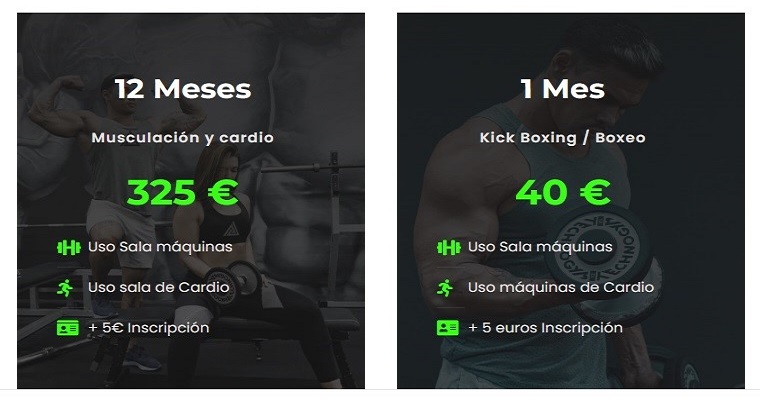 12 Meses
Musculación y cardio
325 €
Uso Sala máquinas
Uso sala de Cardio
+ 5€ Inscripción
1 Mes
Kick Boxing / Boxeo
40 €
Uso Sala máquinas
Uso máquinas de Cardio
+ 5 euros Inscripción